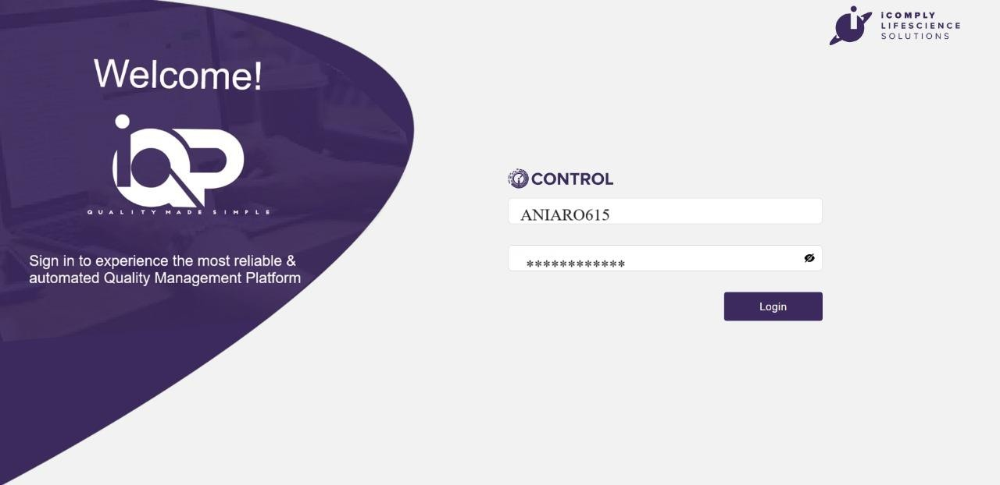 Welcome!
iQP
QUALITY MADE SIMPLE
Sign in to experience the most reliable &
automated Quality Management Platform
iCOMPLY
LIFESCIENCE
SOLUTIONS
CONTROL
ANIARO615
************
Login